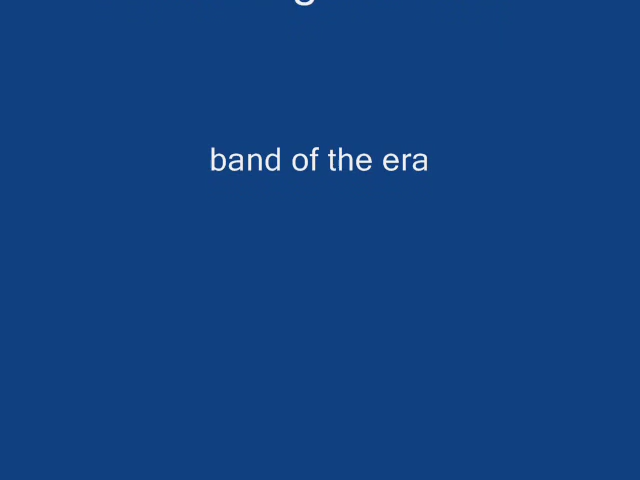 band of the era